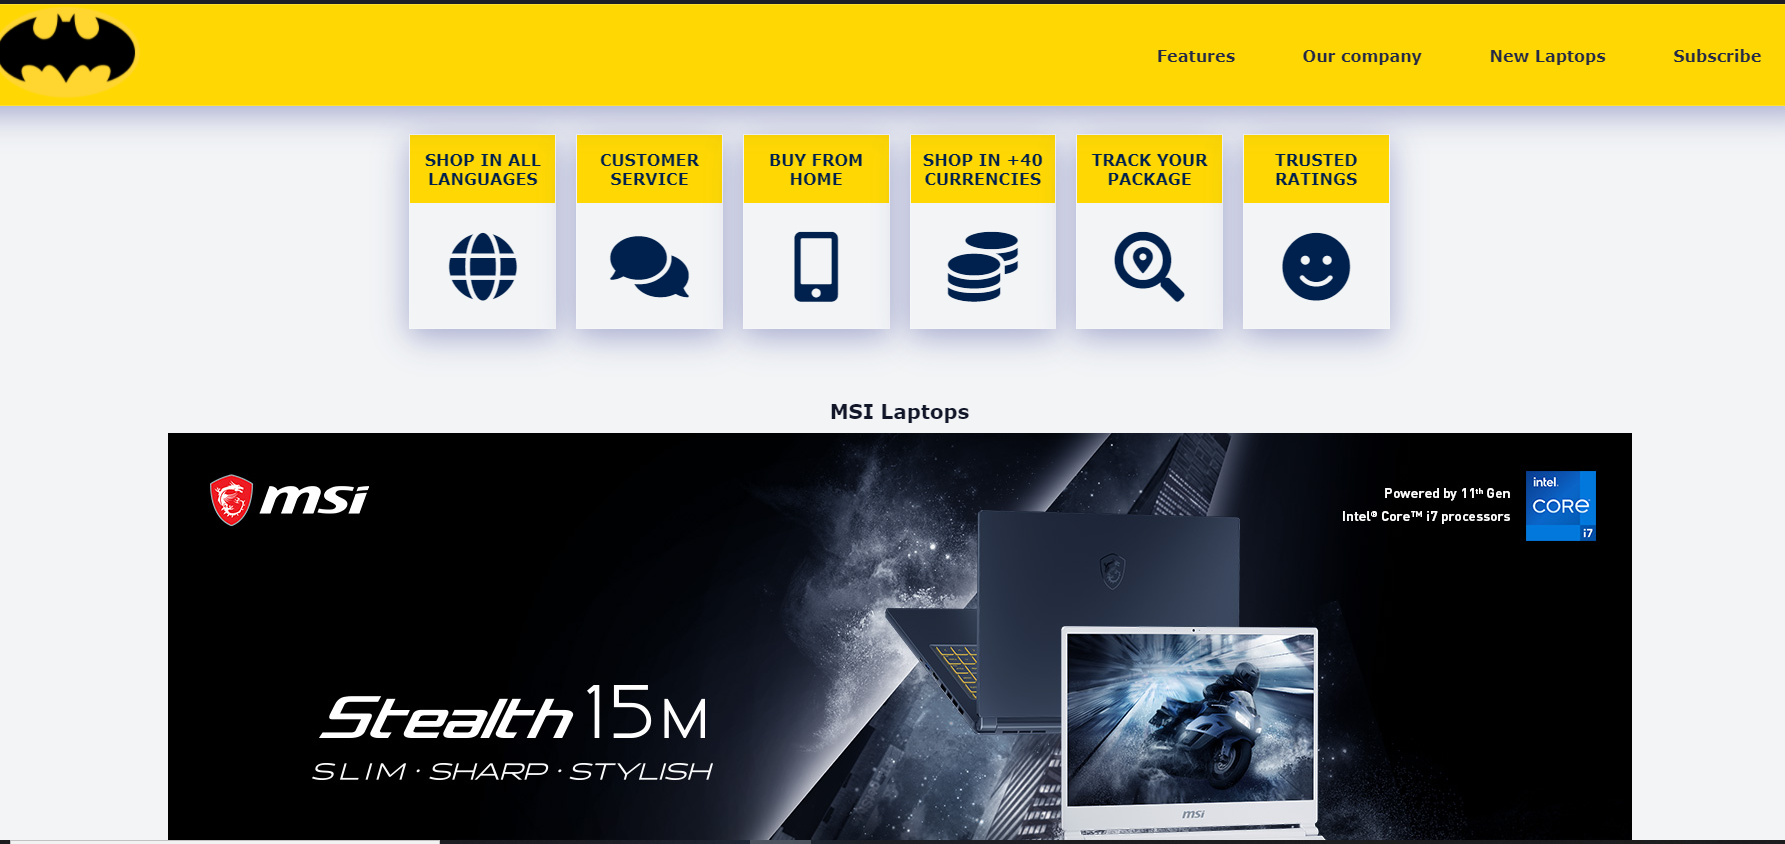 Features
Our company
New Laptops
Subscribe
SHOP IN ALL
LANGUAGES
CUSTOMER
SERVICE
BUY FROM
HOME
SHOP IN +40
CURRENCIES
TRACK YOUR
PACKAGE
TRUSTED
RATINGS
MSI Laptops
msi
Powered by 11th Gen
Intel® Core™ i7 processors
intel.
CORE
i7
Stealth 15M
SLIM · SHARP · STYLISH
msi